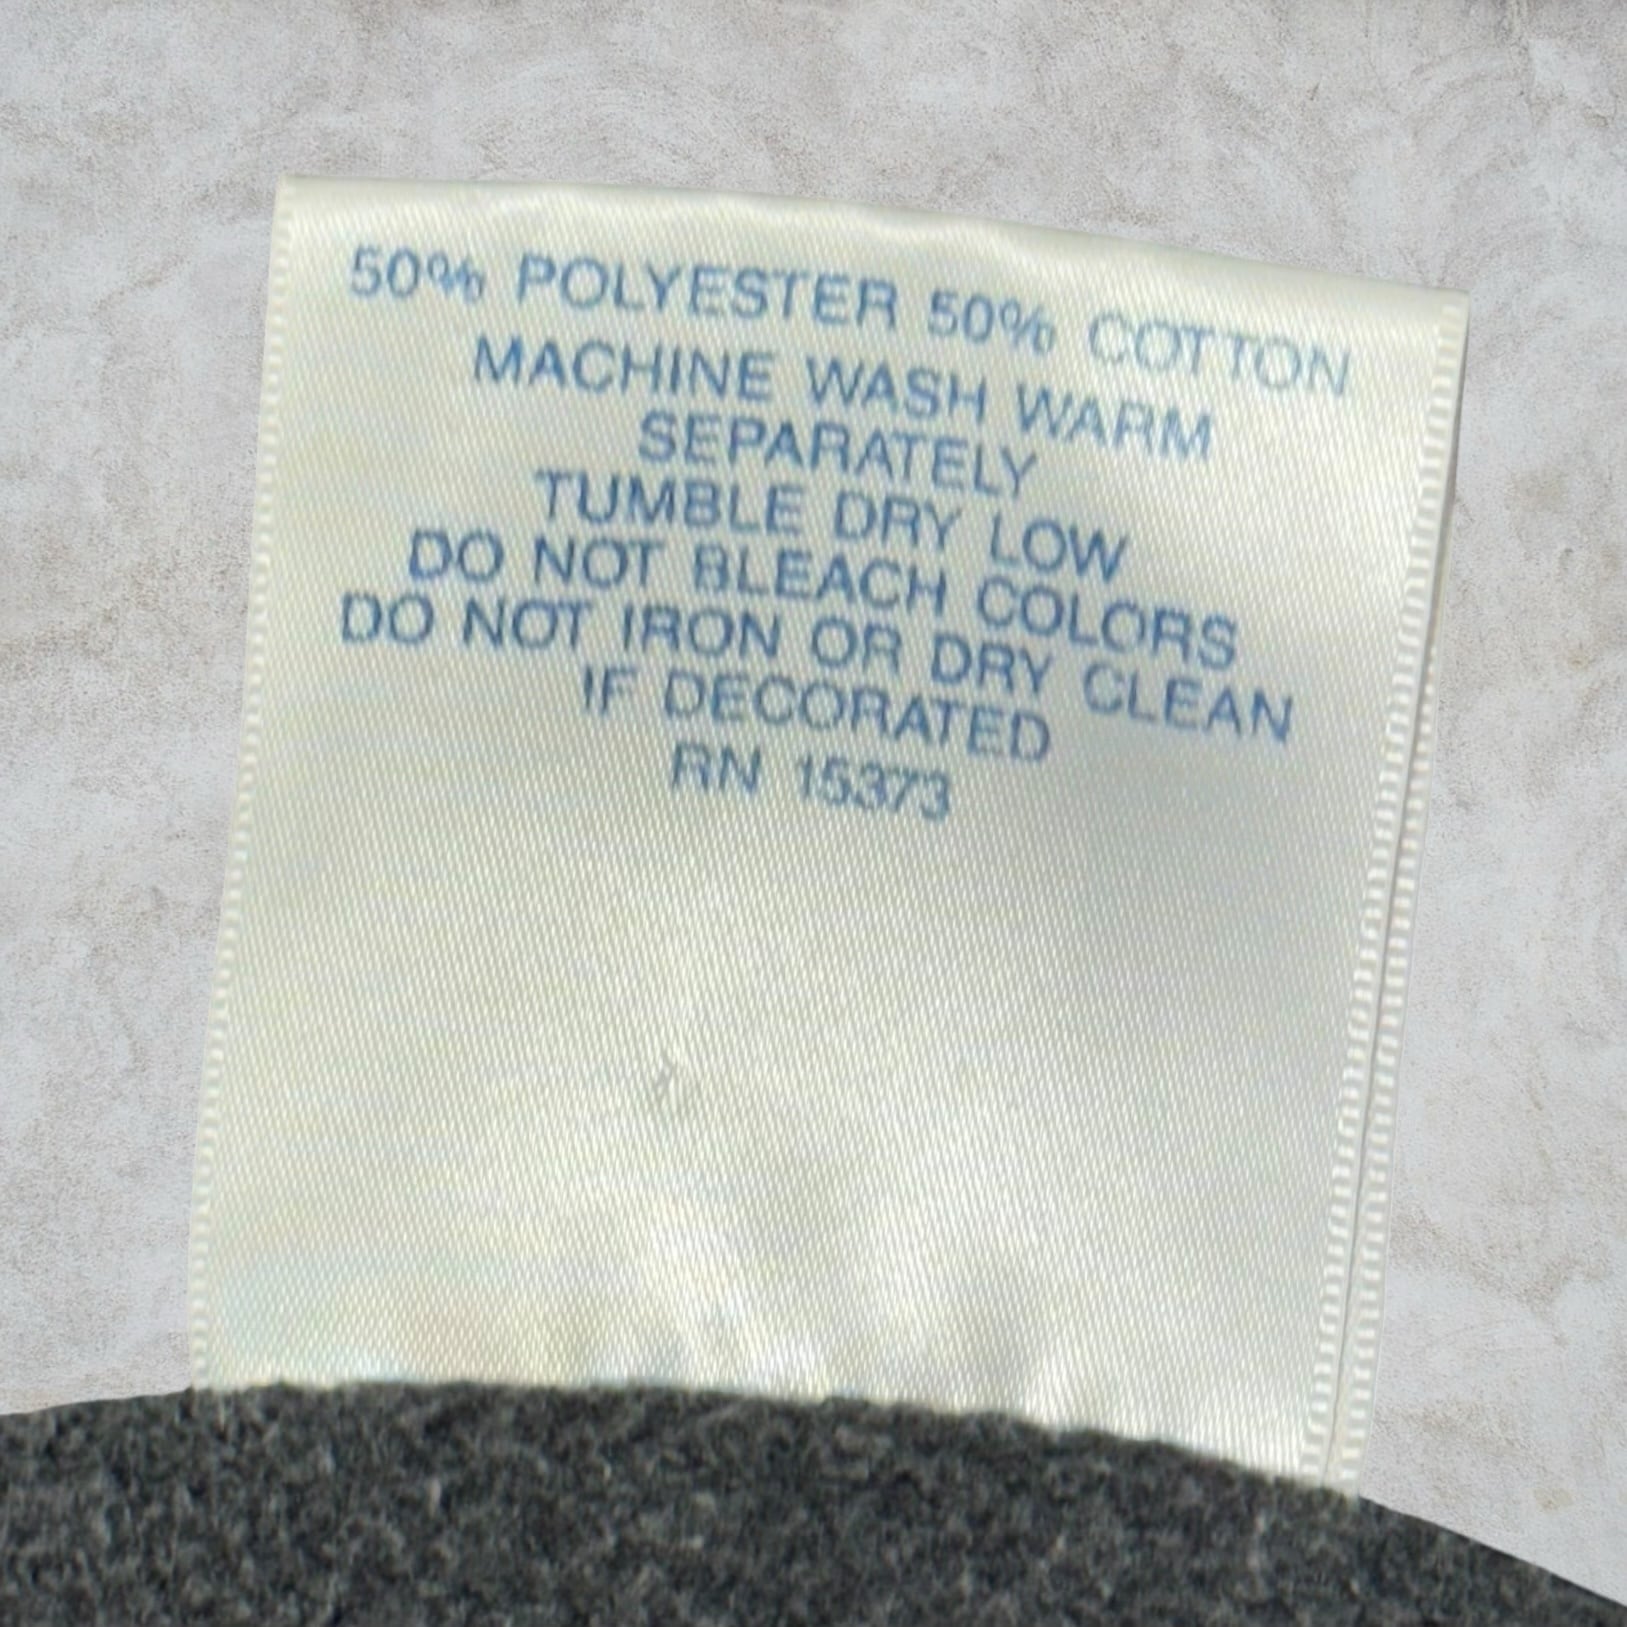 50% POLYESTER 50% COTTON
MACHINE WASH WARM
SEPARATELY
TUMBLE DRY LOW
DO NOT BLEACH COLORS
DO NOT IRON OR DRY CLEAN
IF DECORATED
RN 15373